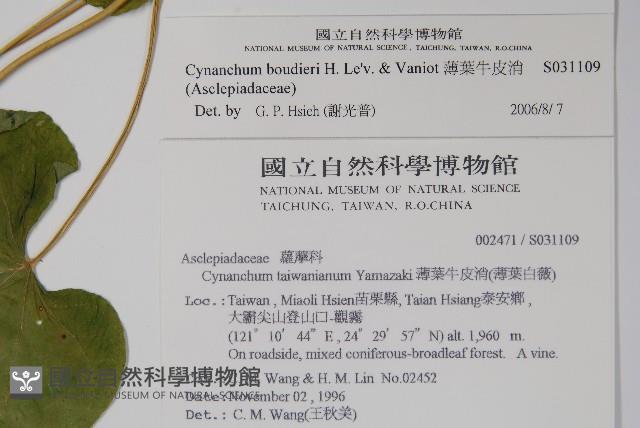 國立自然科學博物館
NATIONAL MUSEUM OF NATURAL SCIENCE, TAICHUNG, TAIWAN, R.O.CHINA
Cynanchum boudieri H. Le'v. & Vaniot 薄葉牛皮消 S031109
(Asclepiadaceae)
Det. by G. P. Hsieh (謝光普) 2006/8/ 7
國立自然科學博物館
NATIONAL MUSEUM OF NATURAL SCIENCE
TAICHUNG, TAIWAN, R.O.CHINA
002471 / S031109
Asclepiadaceae 蘿藦科
Cynanchum taiwanianum Yamazaki 薄葉牛皮消(薄葉白薇)
Loc.: Taiwan , Miaoli Hsien苗栗縣, Taian Hsiang泰安鄉 ,
大霸尖山登山口-觀霧
(121° 10′ 44″ E , 24° 29′ 57″ N) alt. 1,960 m.
On roadside, mixed coniferous-broadleaf forest. A vine.
Wang & H. M. Lin No.02452
國立自然科學博物館
MUSEUM OF NATURAL SCIENCE
Date: November 02 , 1996
Det.: C. M. Wang(王秋美)